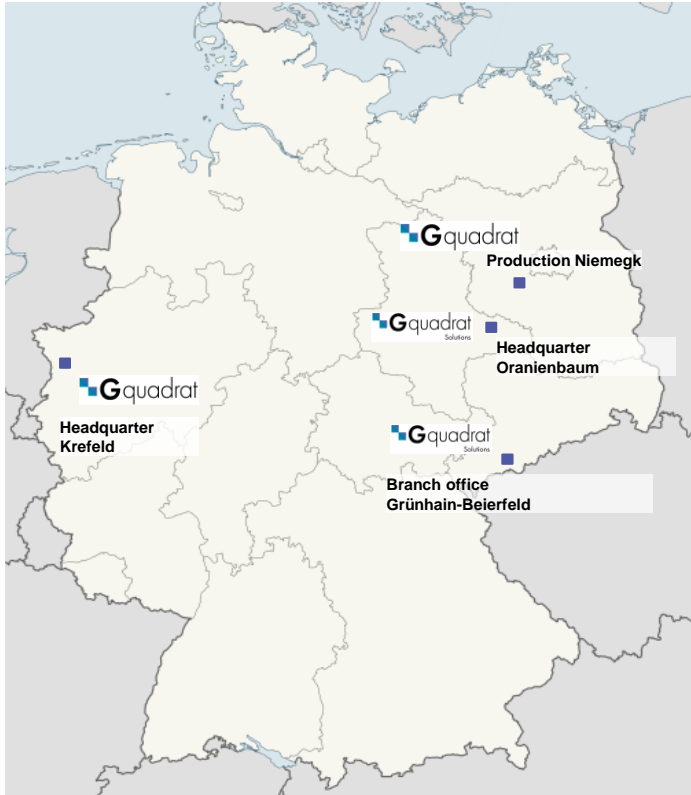 Gquadrat
Production Niemegk
Gquadrat
Solutions
Headquarter
Oranienbaum
Gquadrat
Headquarter
Krefeld
Gquadrat
Solutions
Branch office
Grünhain-Beierfeld